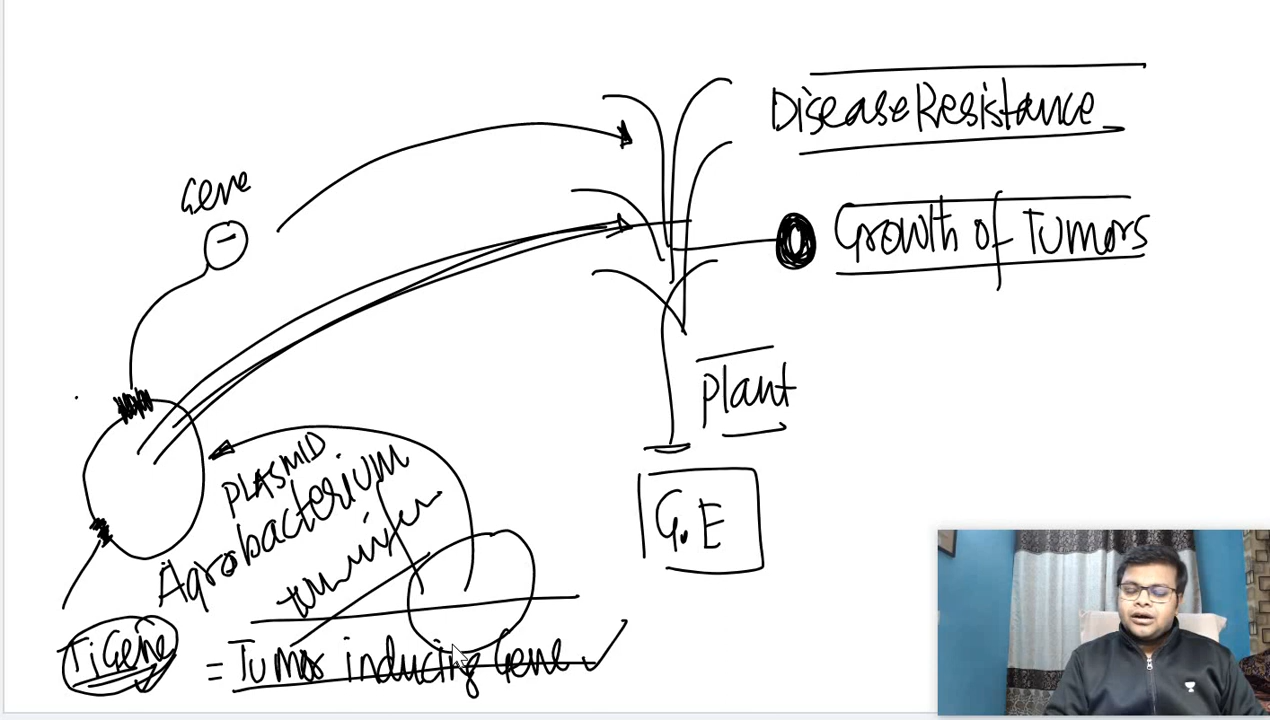 Disease Resistance
Gene
Growth of Tumors
plant
PLASMID
Agrobacterium
G.E
Ti Gene = Tumor inducing Gene